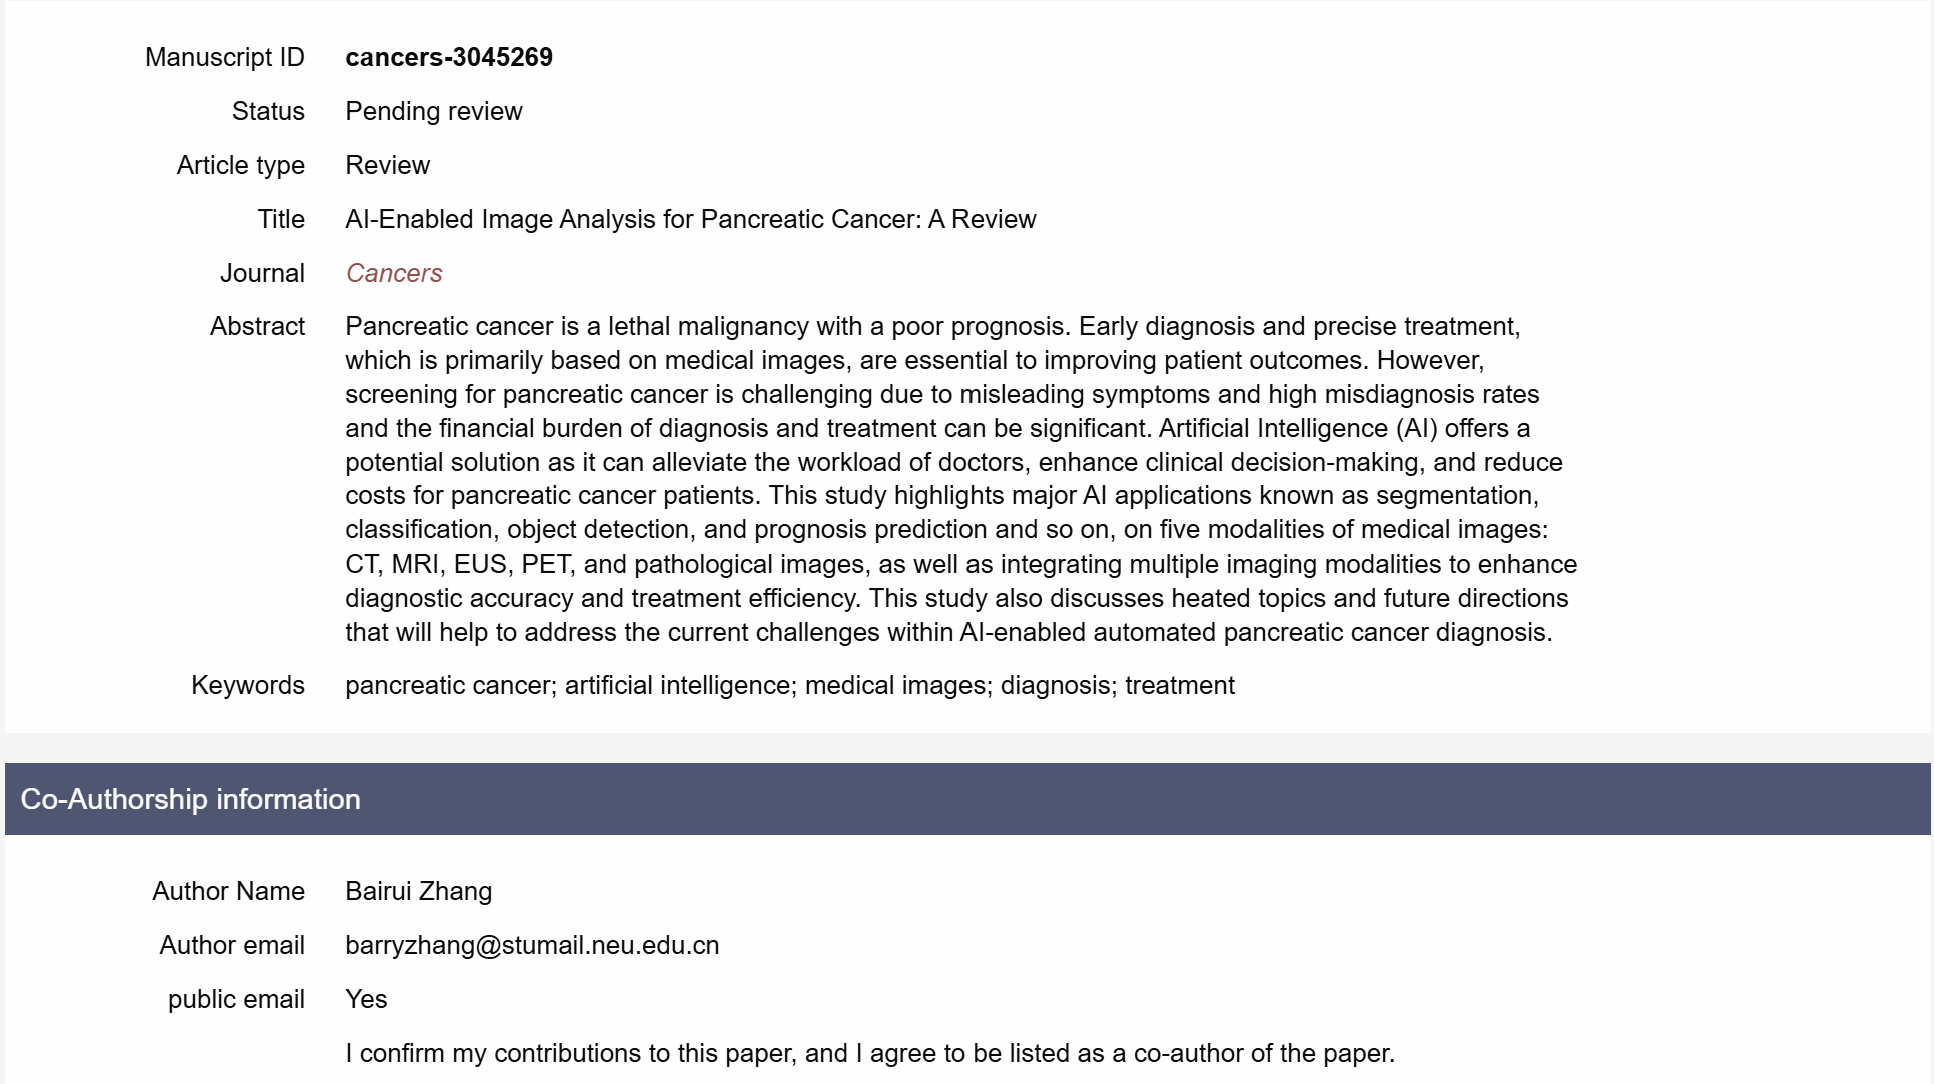 Manuscript ID cancers-3045269
Status Pending review
Article type Review
Title AI-Enabled Image Analysis for Pancreatic Cancer: A Review
Journal Cancers
Abstract Pancreatic cancer is a lethal malignancy with a poor prognosis. Early diagnosis and precise treatment,
which is primarily based on medical images, are essential to improving patient outcomes. However,
screening for pancreatic cancer is challenging due to misleading symptoms and high misdiagnosis rates
and the financial burden of diagnosis and treatment can be significant. Artificial Intelligence (AI) offers a
potential solution as it can alleviate the workload of doctors, enhance clinical decision-making, and reduce
costs for pancreatic cancer patients. This study highlights major AI applications known as segmentation,
classification, object detection, and prognosis prediction and so on, on five modalities of medical images:
CT, MRI, EUS, PET, and pathological images, as well as integrating multiple imaging modalities to enhance
diagnostic accuracy and treatment efficiency. This study also discusses heated topics and future directions
that will help to address the current challenges within AI-enabled automated pancreatic cancer diagnosis.
Keywords pancreatic cancer; artificial intelligence; medical images; diagnosis; treatment
Co-Authorship information
Author Name Bairui Zhang
Author email barryzhang@stumail.neu.edu.cn
public email Yes
I confirm my contributions to this paper, and I agree to be listed as a co-author of the paper.